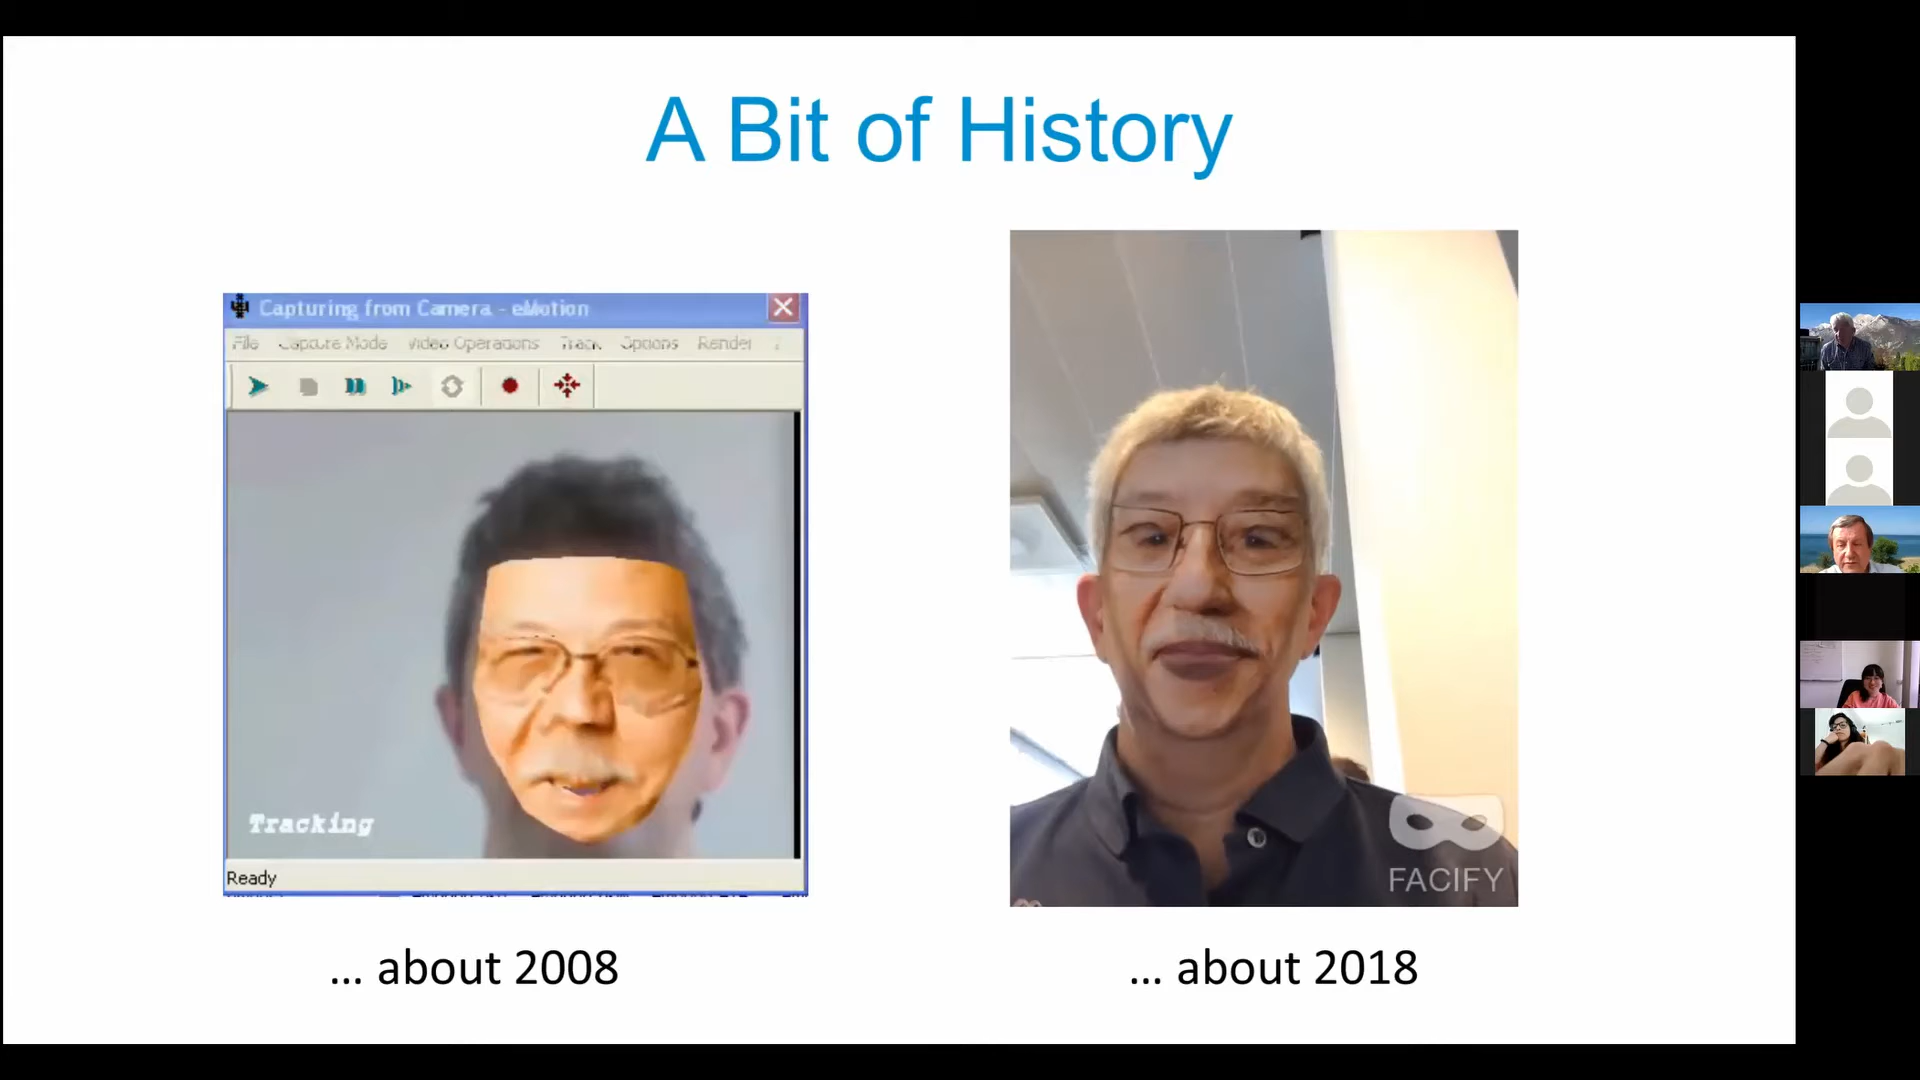 A Bit of History
Capturing from Camera - eMotion
File Capture Mode Video Operations Track Options Render
Tracking
Ready
FACIFY
... about 2008
... about 2018